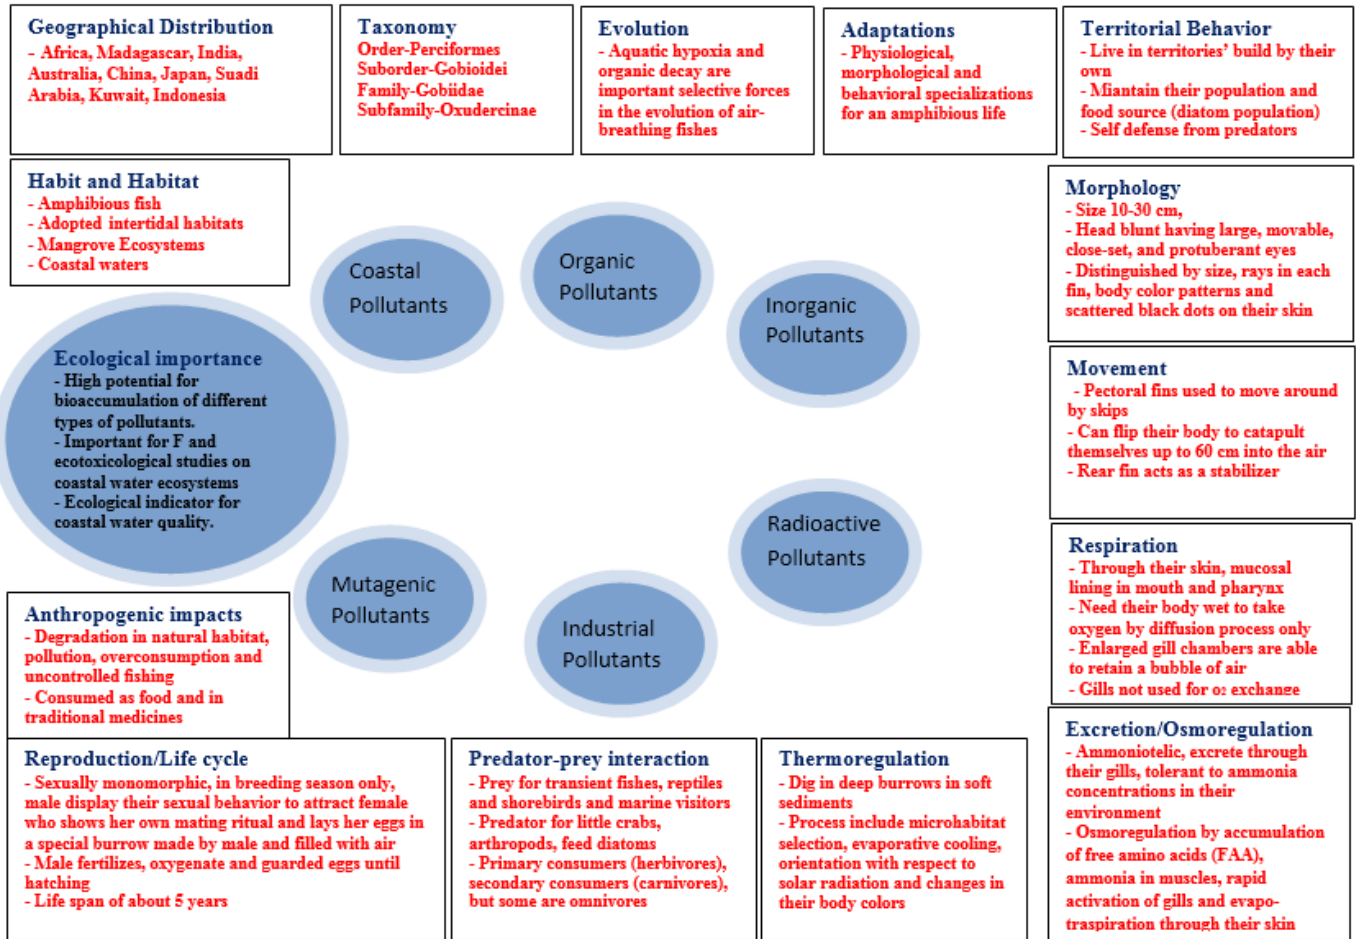 Geographical Distribution
- Africa, Madagascar, India,
Australia, China, Japan, Suadi
Arabia, Kuwait, Indonesia
Taxonomy
Order-Perciformes
Suborder-Gobioidei
Family-Gobiidae
Subfamily-Oxudercinae
Evolution
- Aquatic hypoxia and
organic decay are
important selective forces
in the evolution of air-
breathing fishes
Adaptations
- Physiological,
morphological and
behavioral specializations
for an amphibious life
Territorial Behavior
- Live in territories’ build by their
own
- Miantain their population and
food source (diatom population)
- Self defense from predators
Habit and Habitat
- Amphibious fish
- Adopted intertidal habitats
- Mangrove Ecosystems
- Coastal waters
Morphology
- Size 10-30 cm,
- Head blunt having large, movable,
close-set, and protuberant eyes
- Distinguished by size, rays in each
fin, body color patterns and
scattered black dots on their skin
Coastal
Pollutants
Organic
Pollutants
Inorganic
Pollutants
Ecological importance
- High potential for
bioaccumulation of different
types of pollutants.
- Important for F and
ecotoxicological studies on
coastal water ecosystems
- Ecological indicator for
coastal water quality.
Movement
- Pectoral fins used to move around
by skips
- Can flip their body to catapult
themselves up to 60 cm into the air
- Rear fin acts as a stabilizer
Radioactive
Pollutants
Mutagenic
Pollutants
Industrial
Pollutants
Respiration
- Through their skin, mucosal
lining in mouth and pharynx
- Need their body wet to take
oxygen by diffusion process only
- Enlarged gill chambers are able
to retain a bubble of air
- Gills not used for o₂ exchange
Anthropogenic impacts
- Degradation in natural habitat,
pollution, overconsumption and
uncontrolled fishing
- Consumed as food and in
traditional medicines
Reproduction/Life cycle
- Sexually monomorphic, in breeding season only,
male display their sexual behavior to attract female
who shows her own mating ritual and lays her eggs in
a special burrow made by male and filled with air
- Male fertilizes, oxygenate and guarded eggs until
hatching
- Life span of about 5 years
Predator-prey interaction
- Prey for transient fishes, reptiles
and shorebirds and marine visitors
- Predator for little crabs,
arthropods, feed diatoms
- Primary consumers (herbivores),
secondary consumers (carnivores),
but some are omnivores
Thermoregulation
- Dig in deep burrows in soft
sediments
- Process include microhabitat
selection, evaporative cooling,
orientation with respect to
solar radiation and changes in
their body colors
Excretion/Osmoregulation
- Ammoniotelic, excrete through
their gills, tolerant to ammonia
concentrations in their
environment
- Osmoregulation by accumulation
of free amino acids (FAA),
ammonia in muscles, rapid
activation of gills and evapo-
traspiration through their skin